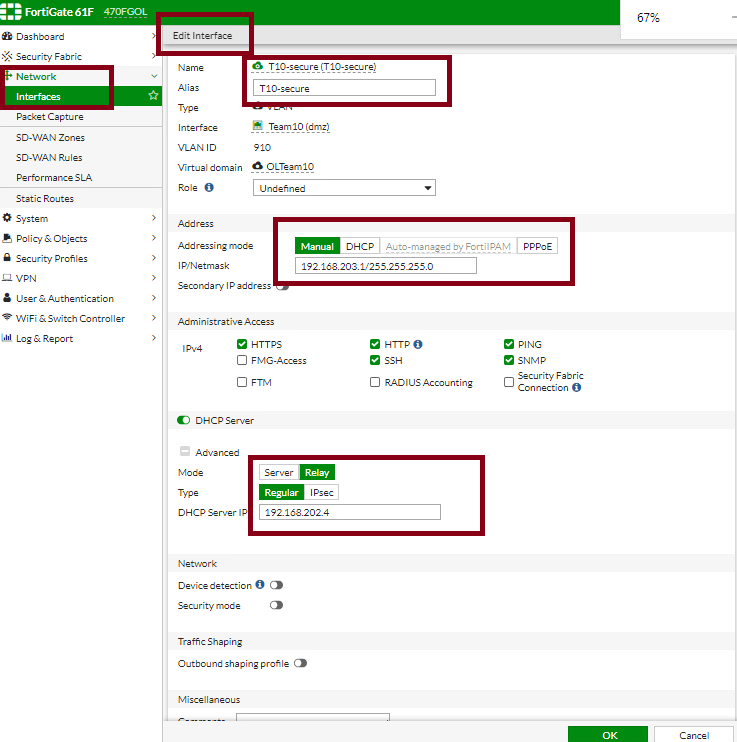 FortiGate 61F 470FGOL
67%
Dashboard
Security Fabric
Network
Interfaces
Packet Capture
SD-WAN Zones
SD-WAN Rules
Performance SLA
Static Routes
System
Policy & Objects
Security Profiles
VPN
User & Authentication
WiFi & Switch Controller
Log & Report
Edit Interface
Name T10-secure (T10-secure)
Alias T10-secure
Type VLAN
Interface Team10 (dmz)
VLAN ID 910
Virtual domain OLTeam10
Role Undefined
Address
Addressing mode Manual DHCP Auto-managed by FortiIPAM PPPoE
IP/Netmask 192.168.203.1/255.255.255.0
Secondary IP address
Administrative Access
IPv4 HTTPS HTTP PING
FMG-Access SSH SNMP
FTM RADIUS Accounting Security Fabric
Connection
DHCP Server
Advanced
Mode Server Relay
Type Regular IPsec
DHCP Server IP 192.168.202.4
Network
Device detection
Security mode
Traffic Shaping
Outbound shaping profile
Miscellaneous
Comments
OK Cancel